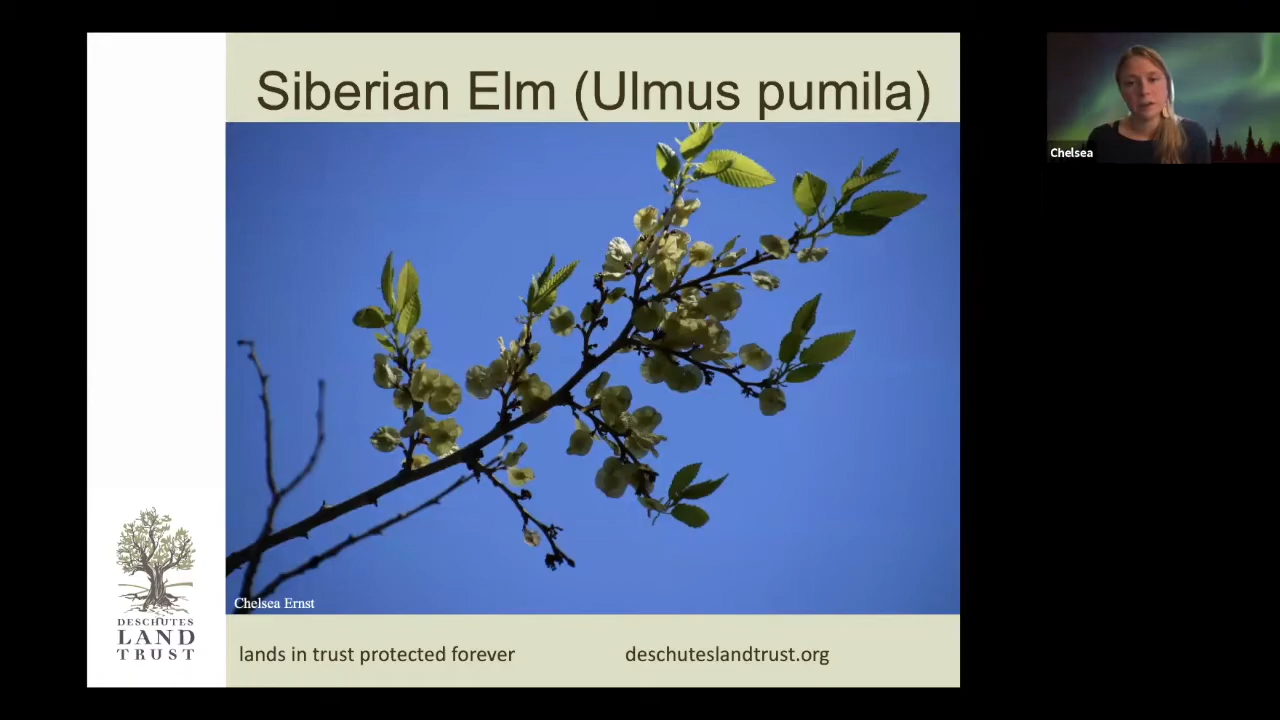 Siberian Elm (Ulmus pumila)
Chelsea
Chelsea Ernst
DESCHUTES
LAND
TRUST
lands in trust protected forever
deschuteslandtrust.org